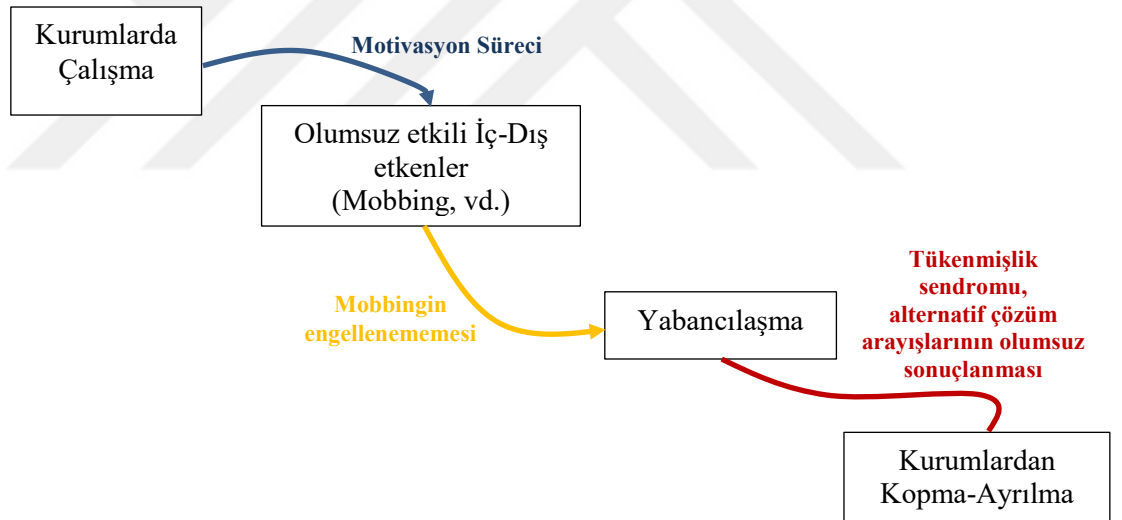 Kurumlarda
Çalışma
Motivasyon Süreci
Olumsuz etkili İç-Dış
etkenler
(Mobbing, vd.)
Mobbingin
engellenememesi
Yabancılaşma
Tükenmişlik
sendromu,
alternatif çözüm
arayışlarının olumsuz
sonuçlanması
Kurumlardan
Kopma-Ayrılma